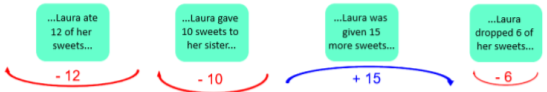 ...Laura ate
12 of her
sweets...
- 12
...Laura gave
10 sweets to
her sister...
- 10
...Laura was
given 15
more sweets...
+ 15
...Laura
dropped 6 of
her sweets...
- 6